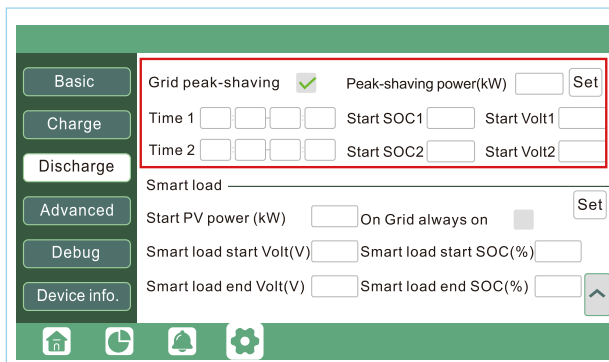 Basic
Charge
Discharge
Advanced
Debug
Device info.
Grid peak-shaving Peak-shaving power(kW) Set
Time 1 : - : Start SOC1 Start Volt1
Time 2 : - : Start SOC2 Start Volt2
Smart load
Set
Start PV power (kW) On Grid always on
Smart load start Volt(V) Smart load start SOC(%)
Smart load end Volt(V) Smart load end SOC(%)